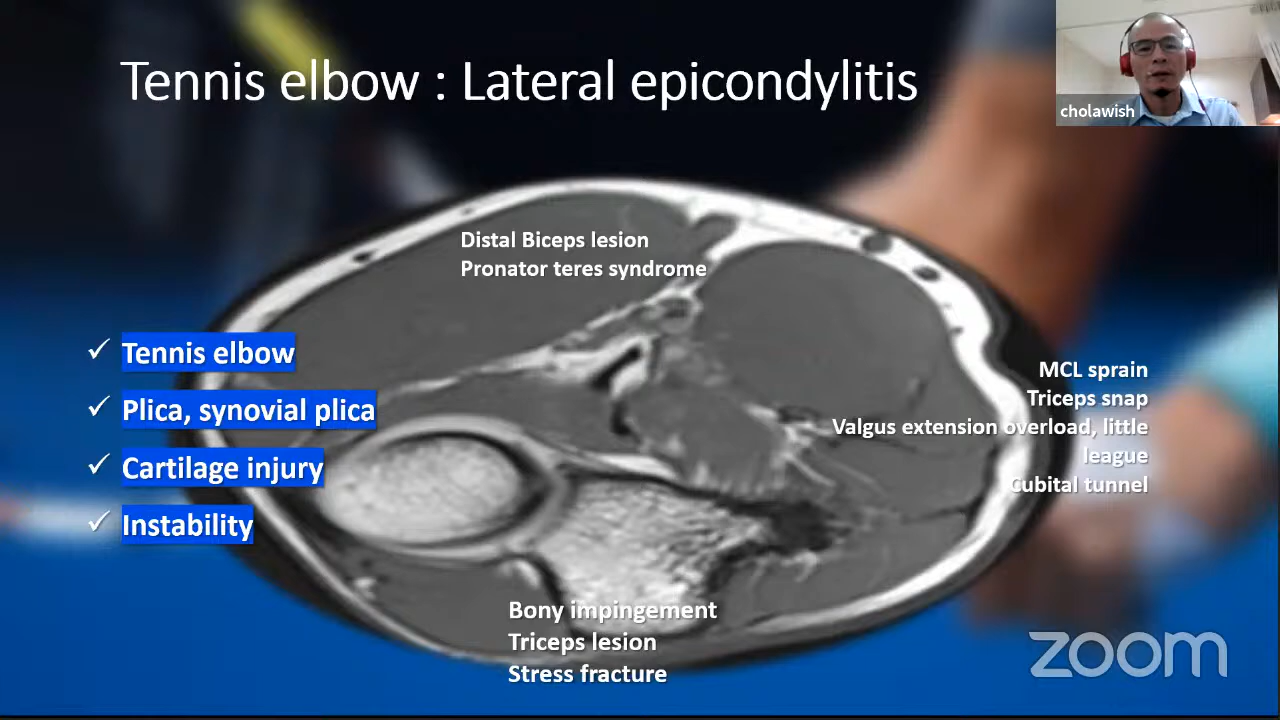 Tennis elbow : Lateral epicondylitis
cholawish
Distal Biceps lesion
Pronator teres syndrome
✓ Tennis elbow
✓ Plica, synovial plica
✓ Cartilage injury
✓ Instability
MCL sprain
Triceps snap
Valgus extension overload, little
league
Cubital tunnel
Bony impingement
Triceps lesion
Stress fracture
zoom